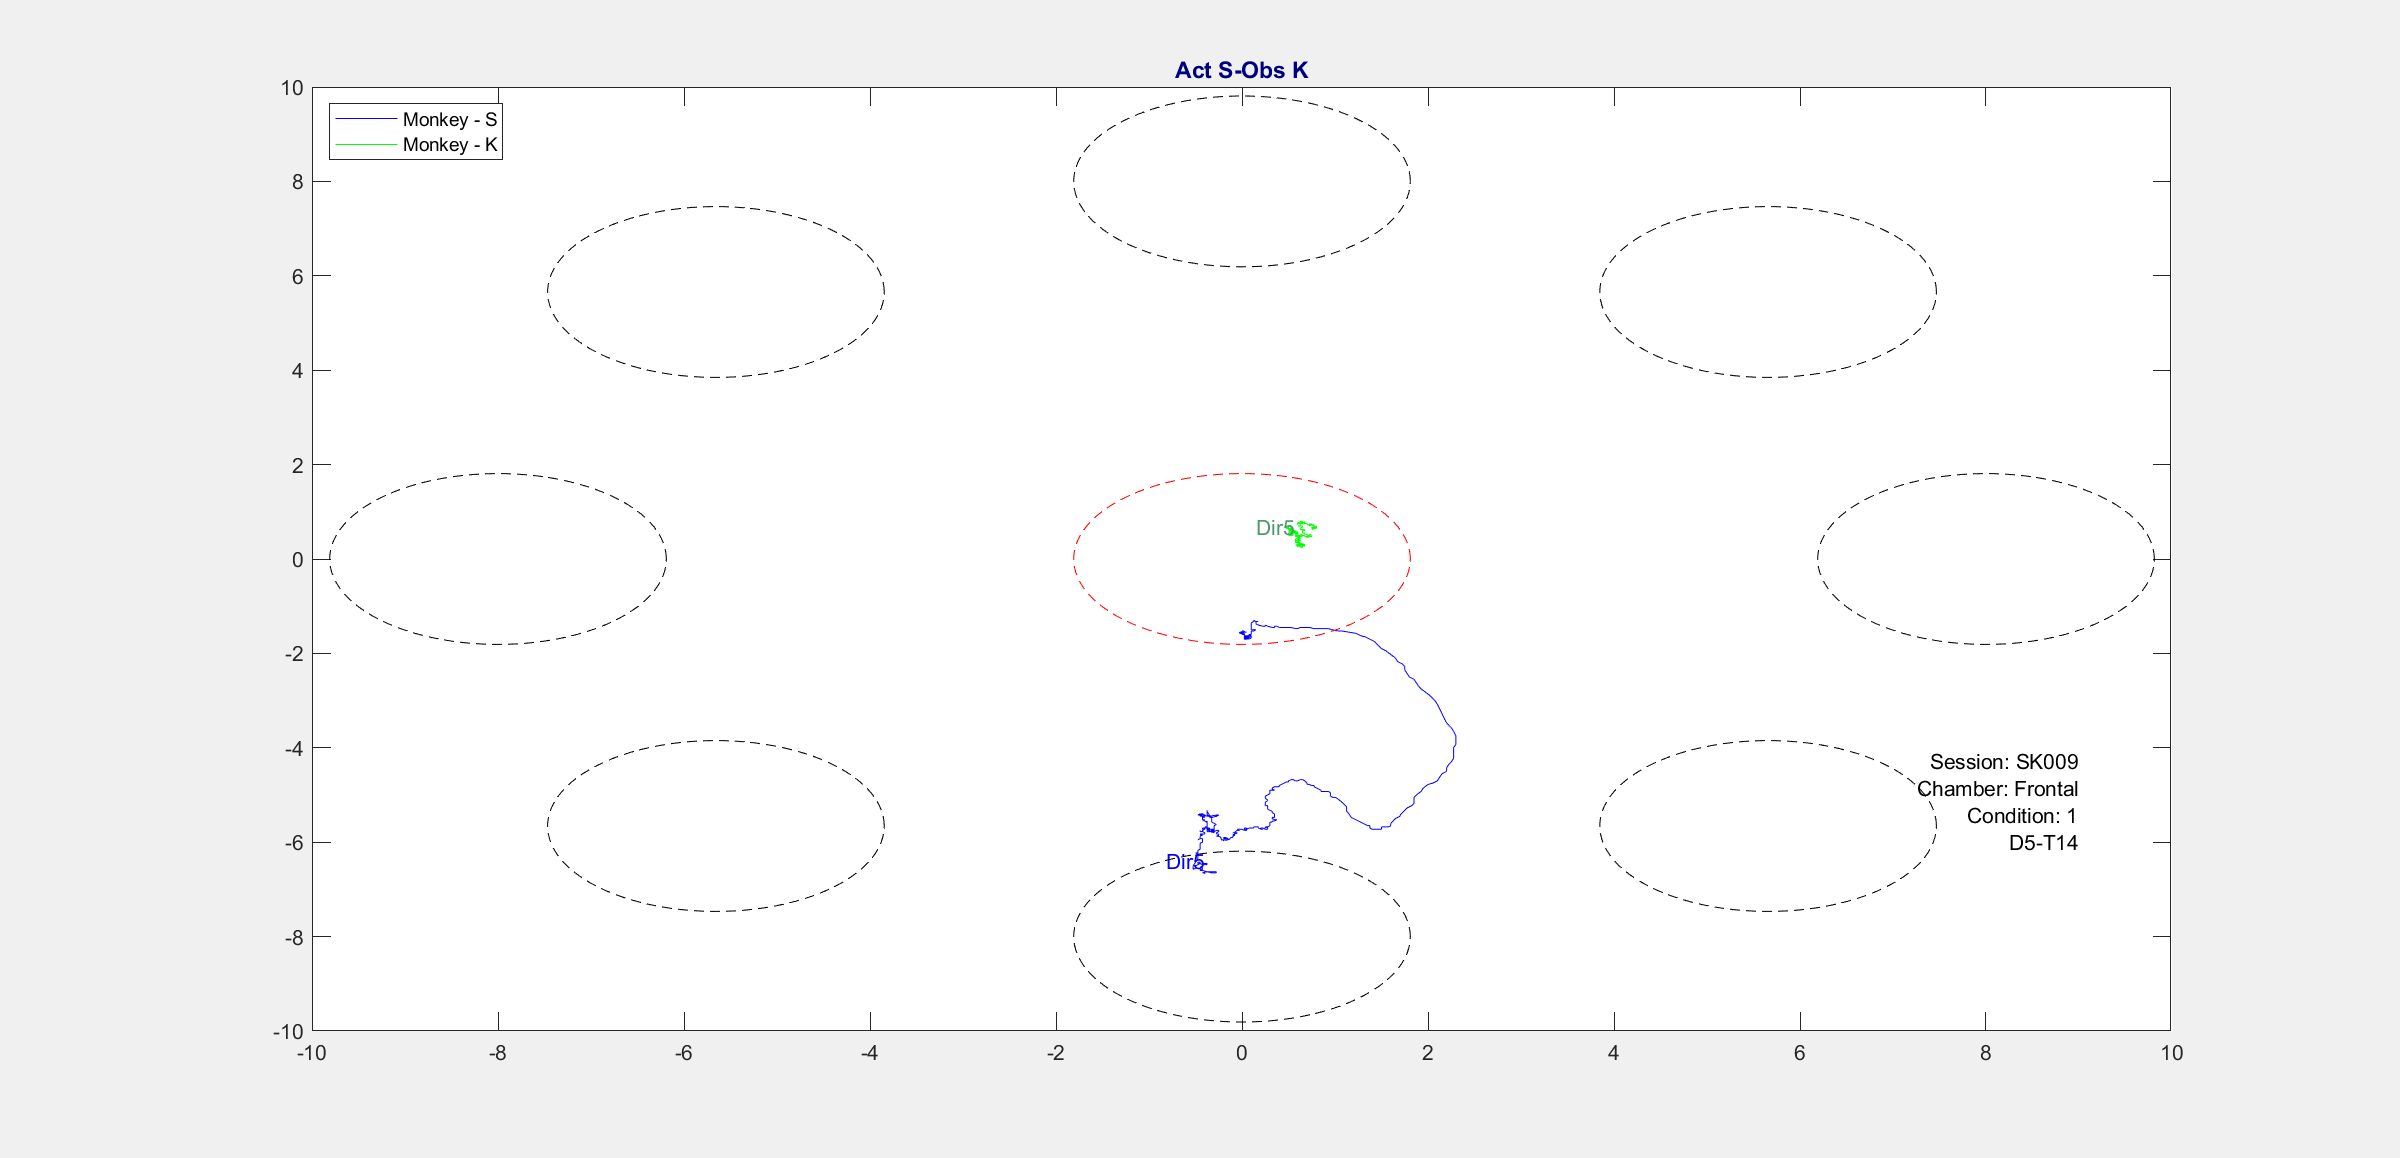 Act S-Obs K
10
Monkey - S
Monkey - K
8
6
4
2
Dir5
0
-2
-4
Session: SK009
Chamber: Frontal
Condition: 1
-6
D5-T14
Dir5
-8
-10
-10 -8 -6 -4 -2 0 2 4 6 8 10